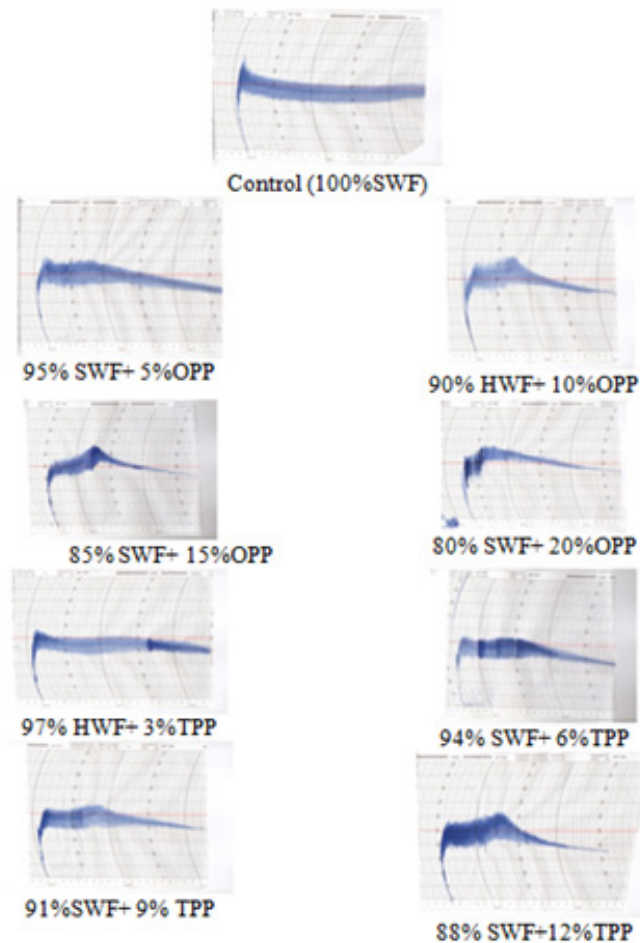 Control (100%SWF)
95% SWF+ 5%OPP
90% HWF+ 10%OPP
85% SWF+ 15%OPP
80% SWF+ 20%OPP
97% HWF+ 3%TPP
94% SWF+ 6%TPP
91%SWF+ 9% TPP
88% SWF+12%TPP